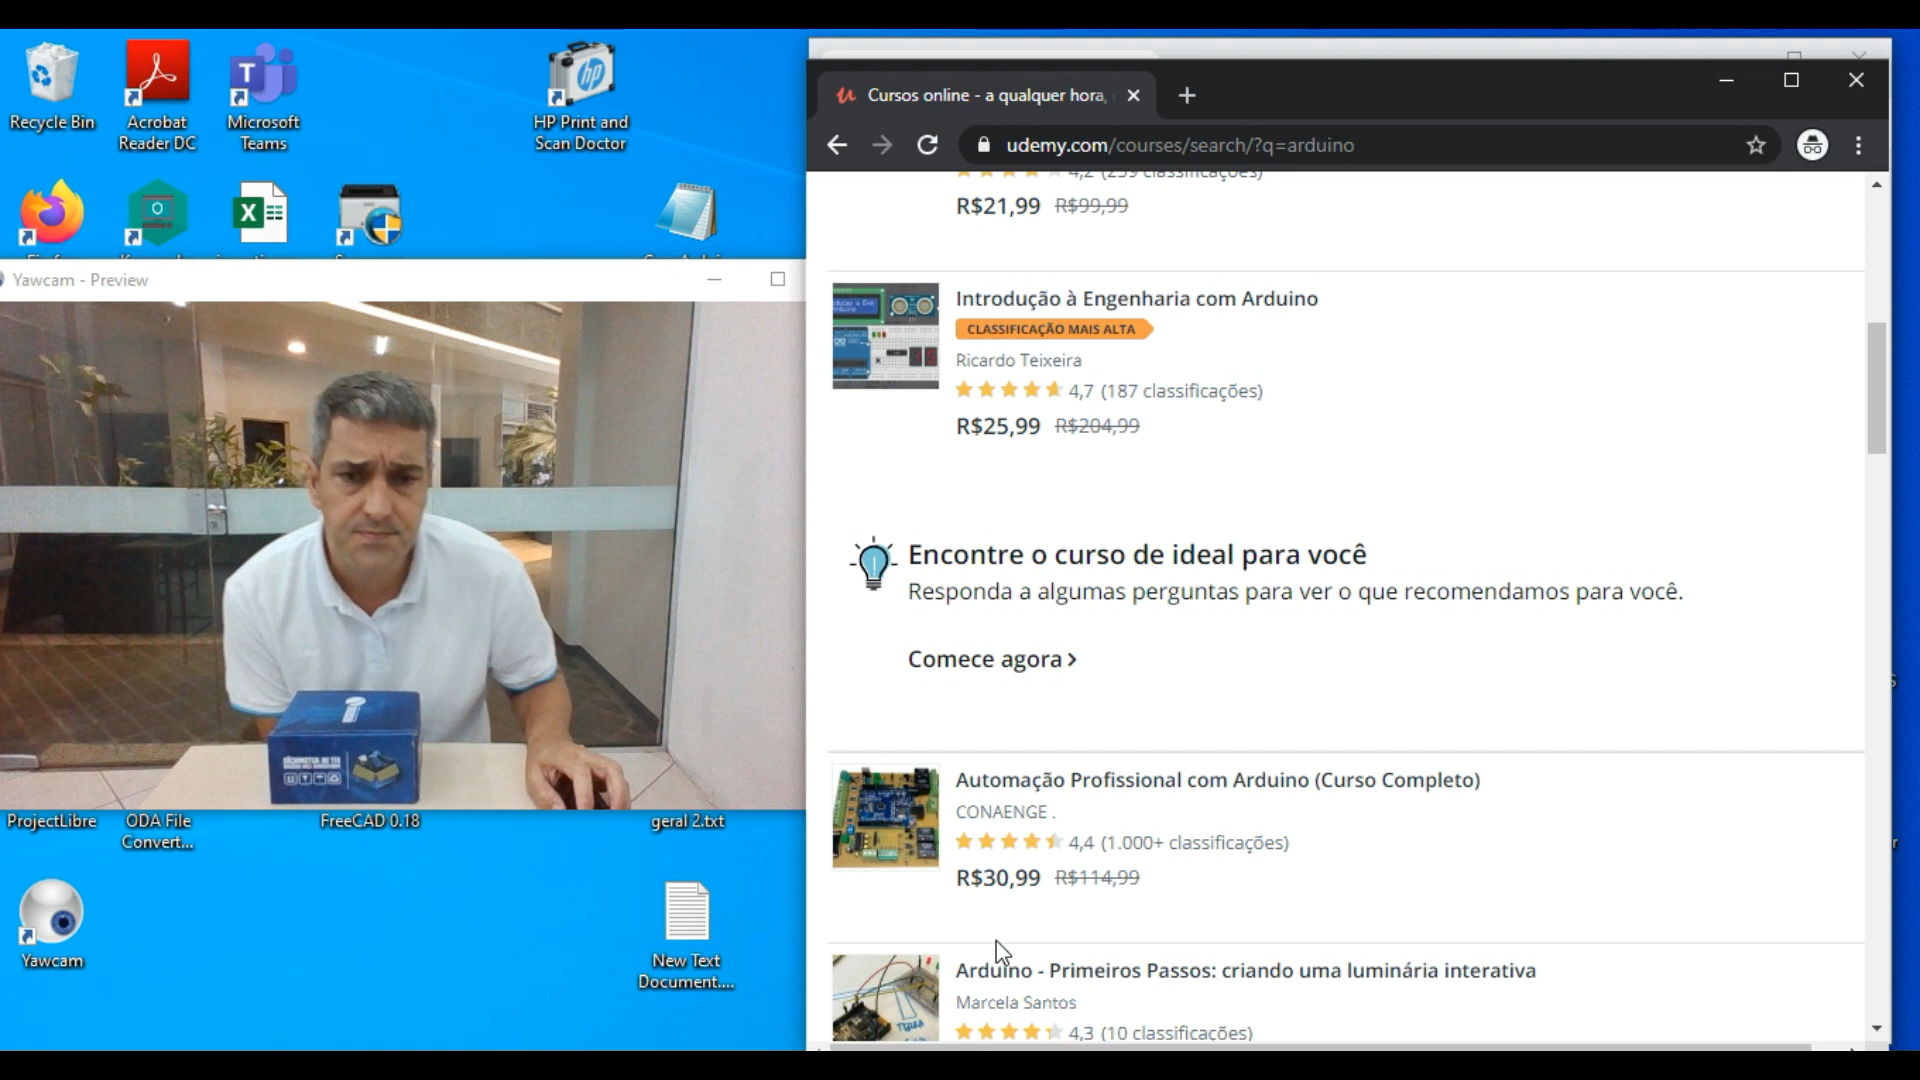 Recycle Bin
Acrobat
Reader DC
Microsoft
Teams
HP Print and
Scan Doctor
Yawcam - Preview
ProjectLibre
ODA File
Convert...
FreeCAD 0.18
geral 2.txt
Yawcam
New Text
Document....
Cursos online - a qualquer hora,
udemy.com/courses/search/?q=arduino
4,2 (259 classificações)
R$21,99 R$99,99
Introdução à Engenharia com Arduino
CLASSIFICAÇÃO MAIS ALTA
Ricardo Teixeira
4,7 (187 classificações)
R$25,99 R$204,99
Encontre o curso de ideal para você
Responda a algumas perguntas para ver o que recomendamos para você.
Comece agora
Automação Profissional com Arduino (Curso Completo)
CONAENGE .
4,4 (1.000+ classificações)
R$30,99 R$114,99
Arduino - Primeiros Passos: criando uma luminária interativa
Marcela Santos
4,3 (10 classificações)